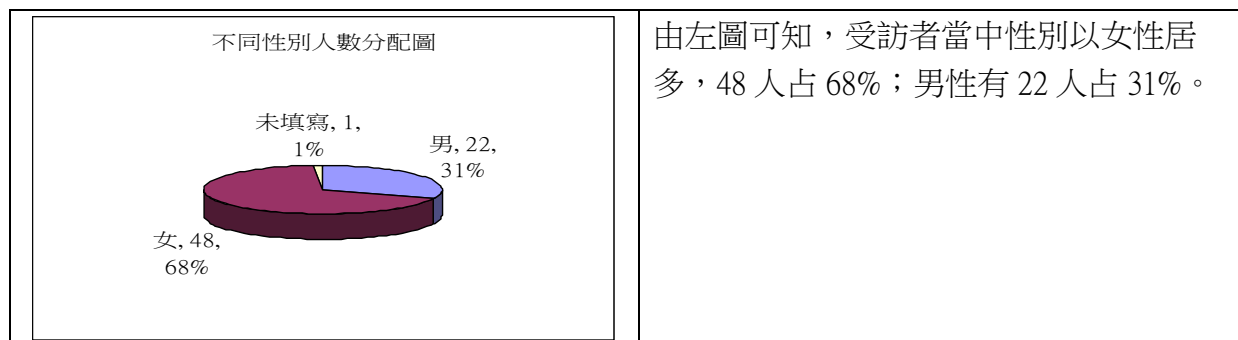 不同性別人數分配圖
未填寫, 1,
1%
男, 22,
31%
女, 48,
68%
由左圖可知，受訪者當中性別以女性居
多，48 人占 68%；男性有 22 人占 31%。